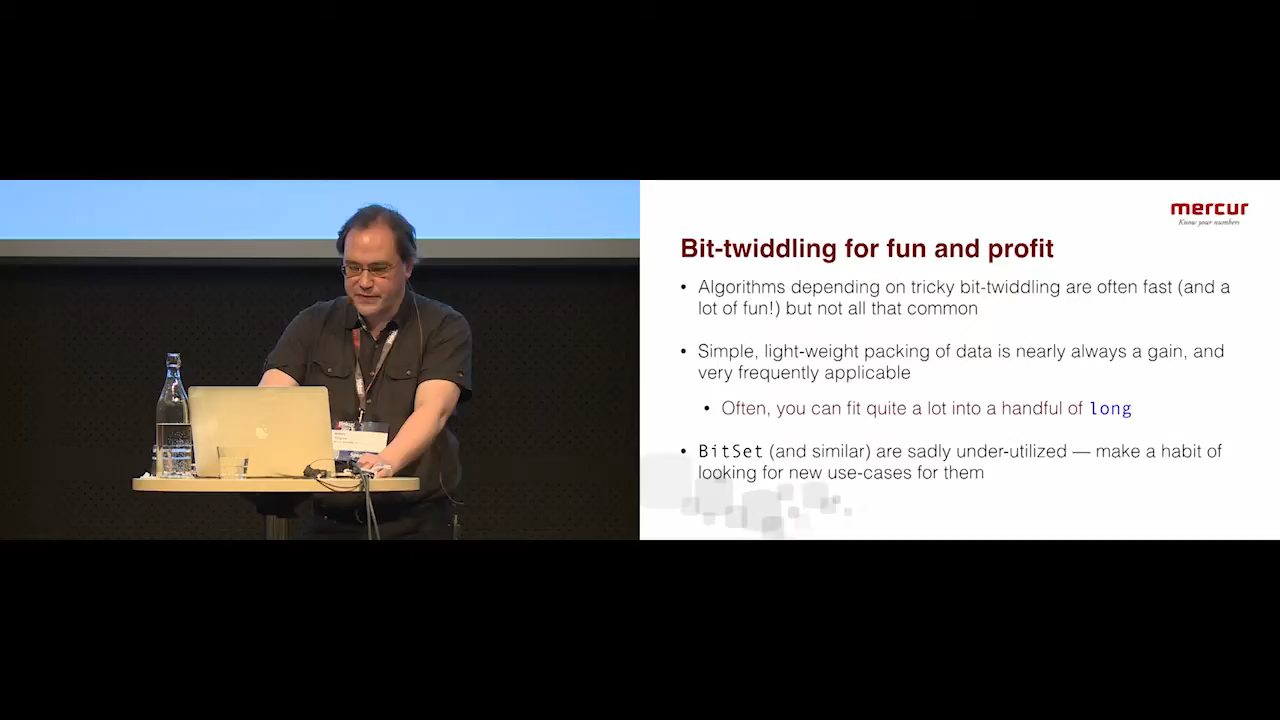 mercur
Know your numbers
Bit-twiddling for fun and profit
• Algorithms depending on tricky bit-twiddling are often fast (and a
lot of fun!) but not all that common
• Simple, light-weight packing of data is nearly always a gain, and
very frequently applicable
• Often, you can fit quite a lot into a handful of long
• BitSet (and similar) are sadly under-utilized — make a habit of
looking for new use-cases for them